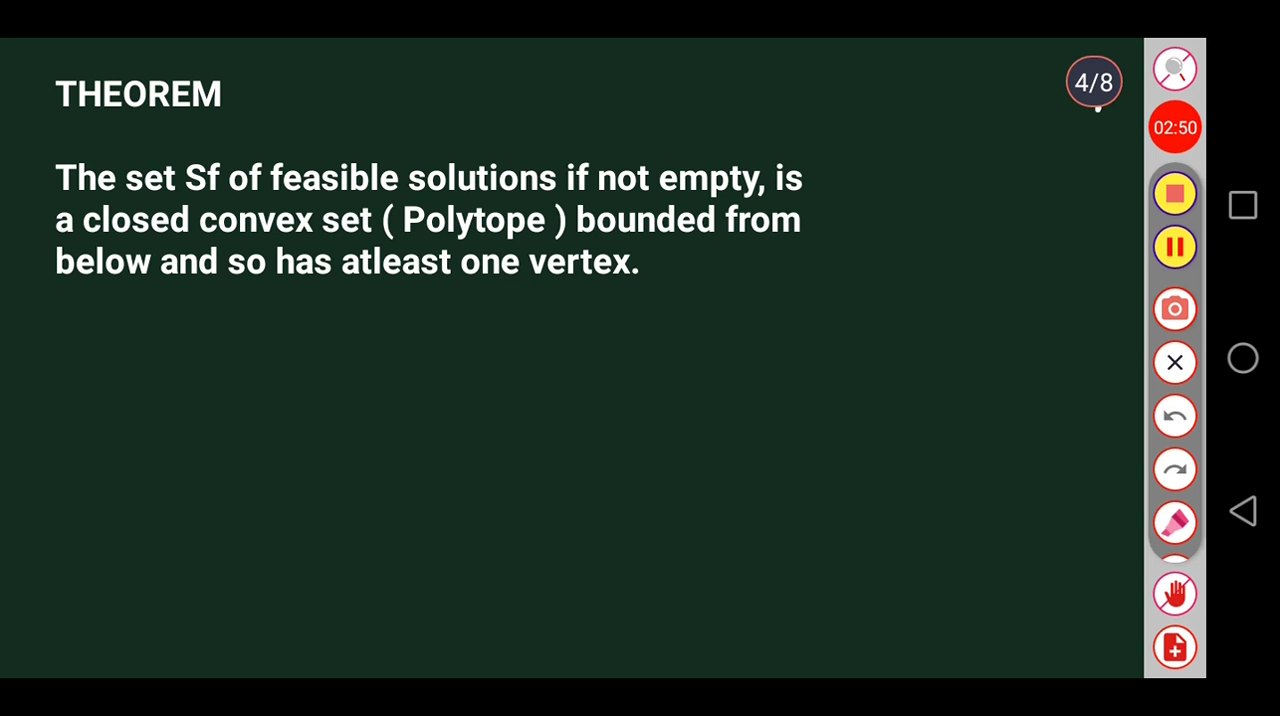 THEOREM
4/8
02:50
The set Sf of feasible solutions if not empty, is
a closed convex set ( Polytope ) bounded from
below and so has atleast one vertex.